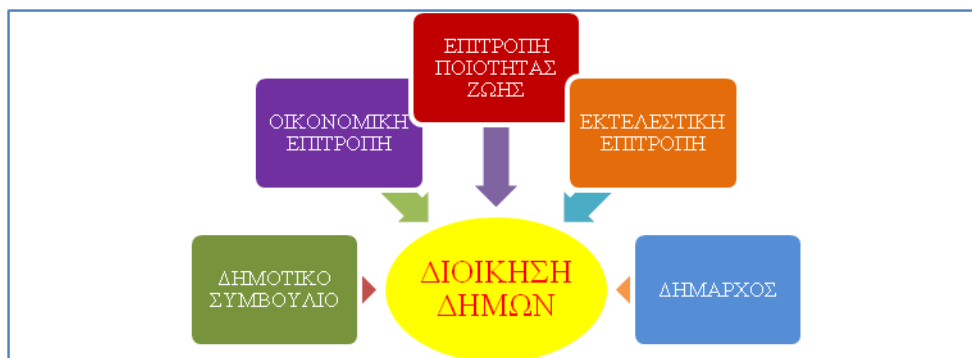 ΕΠΙΤΡΟΠΗ
ΠΟΙΟΤΗΤΑΣ
ΖΩΗΣ
ΟΙΚΟΝΟΜΙΚΗ
ΕΠΙΤΡΟΠΗ
ΕΚΤΕΛΕΣΤΙΚΗ
ΕΠΙΤΡΟΠΗ
ΔΗΜΟΤΙΚΟ
ΣΥΜΒΟΥΛΙΟ
ΔΙΟΙΚΗΣΗ
ΔΗΜΩΝ
ΔΗΜΑΡΧΟΣ